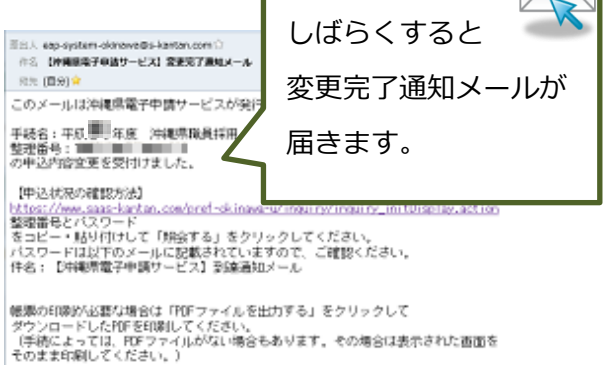 しばらくすると
変更完了通知メールが
届きます。
差出人 eap-system-okinawa@s-kantan.com
件名 【沖縄県電子申請サービス】変更完了通知メール
宛先 (自分)
このメールは沖縄県電子申請サービスが発行
手続名：平成 年度 沖縄県職員採用
整理番号：
の申込内容変更を受付けました。
【申込状況の確認方法】
https://www.saas-kantan.com/pref-okinawa-u/inquiry/inquiry_initDisplay.action
整理番号とパスワード
をコピー・貼り付けして「照会する」をクリックしてください。
パスワードは以下のメールに記載されていますので、ご確認ください。
件名：【沖縄県電子申請サービス】到達通知メール
帳票の印刷が必要な場合は「PDFファイルを出力する」をクリックして
ダウンロードしたPDFを印刷してください。
（手続によっては、PDFファイルがない場合もあります。その場合は表示された画面を
そのまま印刷してください。）